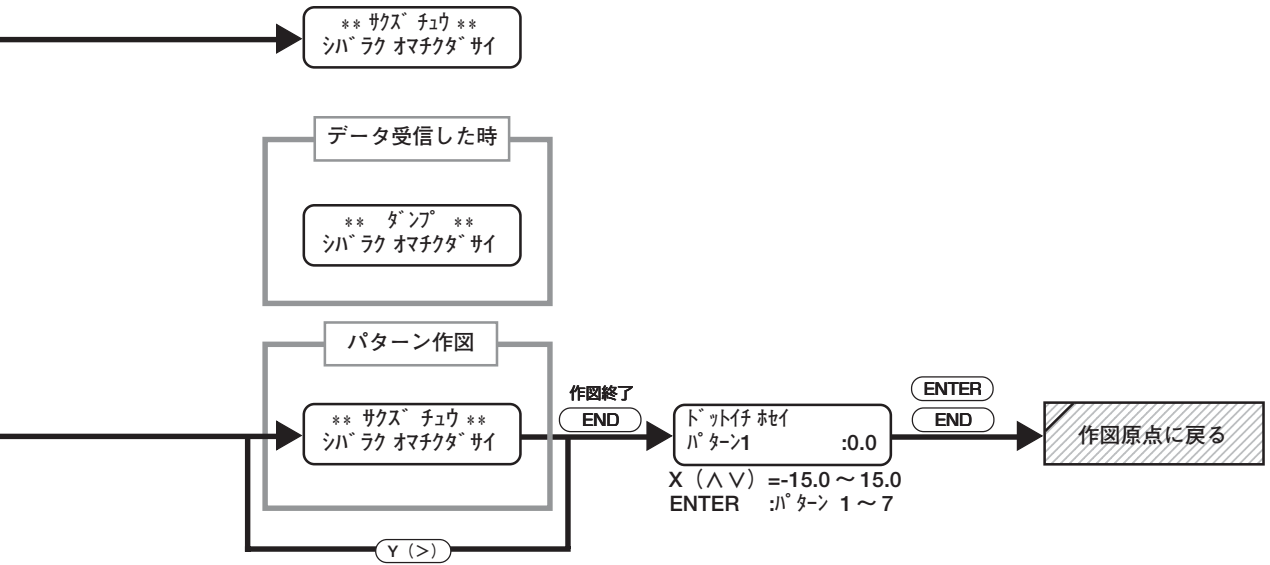 ** ｻｸｽﾞ ﾁｭｳ **
ｼﾊﾞﾗｸ ｵﾏﾁｸﾀﾞｻｲ
データ受信した時
** ﾀﾞﾝﾌﾟ **
ｼﾊﾞﾗｸ ｵﾏﾁｸﾀﾞｻｲ
パターン作図
** ｻｸｽﾞ ﾁｭｳ **
ｼﾊﾞﾗｸ ｵﾏﾁｸﾀﾞｻｲ
作図終了
END
ﾄﾞｯﾄｲﾁ ﾎｾｲ
ﾊﾟﾀｰﾝ1 :0.0
X（∧∨）=-15.0～15.0
ENTER :ﾊﾟﾀｰﾝ 1～7
ENTER
END
作図原点に戻る
Y（>）